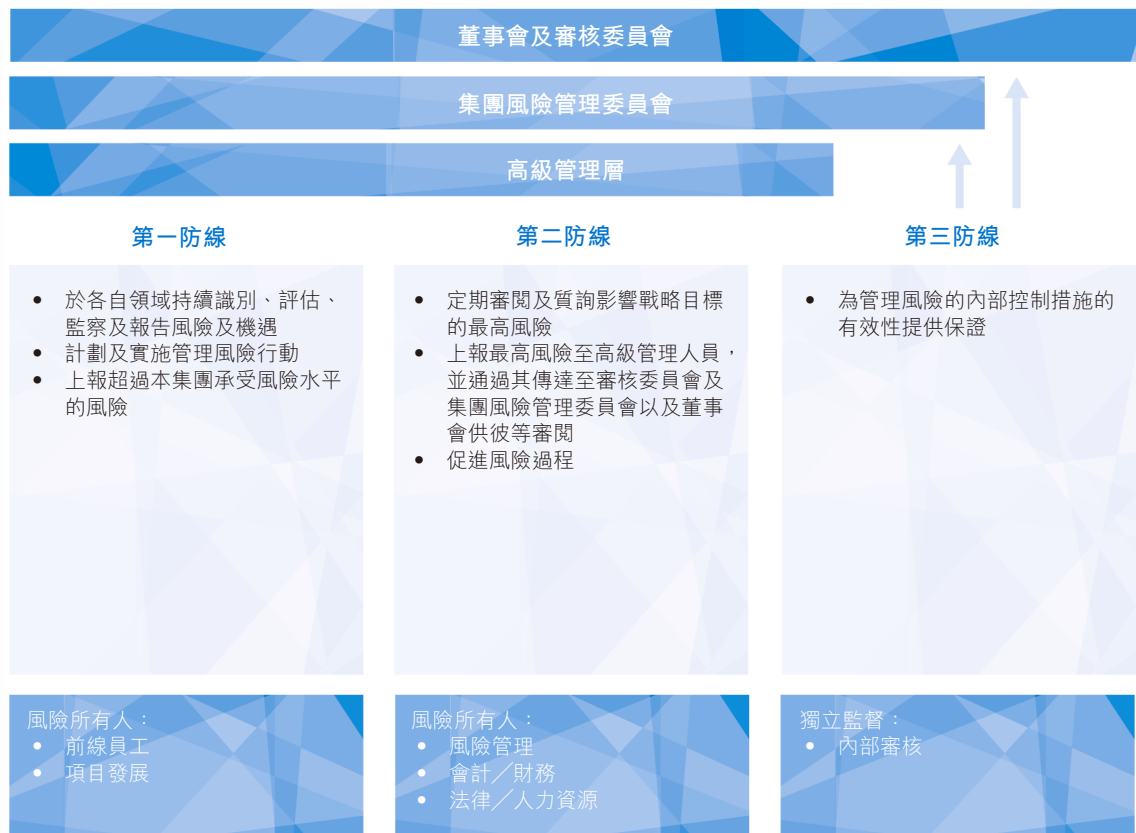 董事會及審核委員會
集團風險管理委員會
高級管理層
第一防線
• 於各自領域持續識別、評估、
監察及報告風險及機遇
• 計劃及實施管理風險行動
• 上報超過本集團承受風險水平
的風險
風險所有人：
• 前線員工
• 項目發展
第二防線
• 定期審閱及質詢影響戰略目標
的最高風險
• 上報最高風險至高級管理人員，
並通過其傳達至審核委員會及
集團風險管理委員會以及董事
會供彼等審閱
• 促進風險過程
風險所有人：
• 風險管理
• 會計╱財務
• 法律╱人力資源
第三防線
• 為管理風險的內部控制措施的
有效性提供保證
獨立監督：
• 內部審核